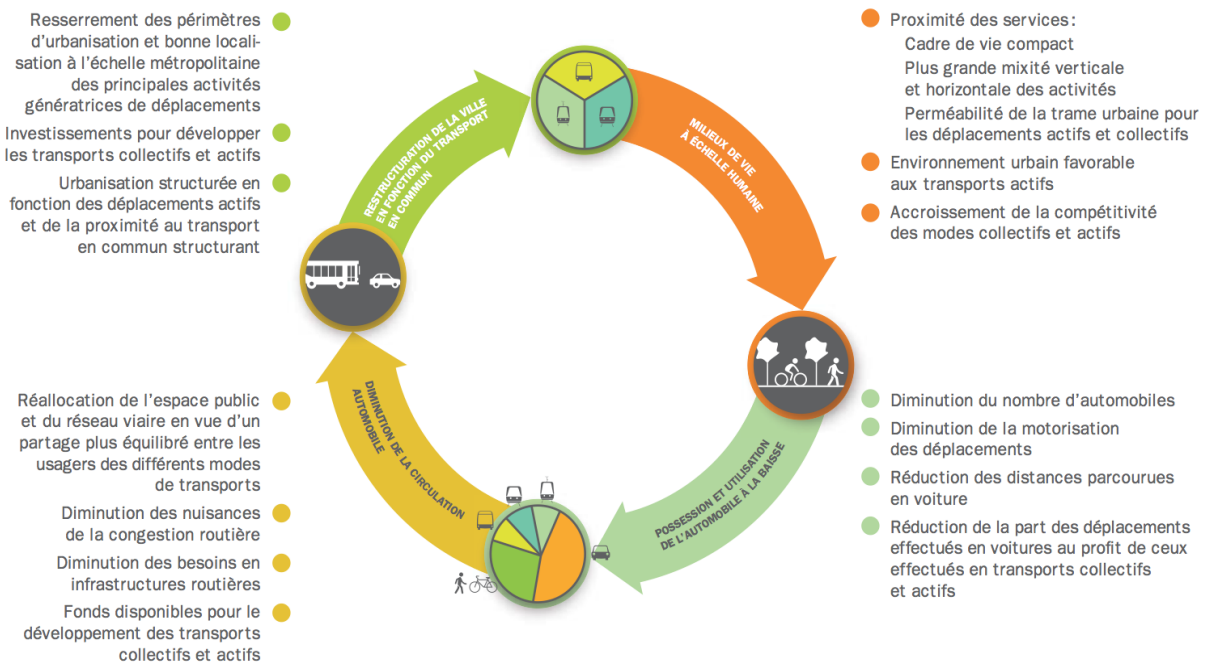 Resserrement des périmètres
d'urbanisation et bonne locali-
sation à l'échelle métropolitaine
des principales activités
génératrices de déplacements
Investissements pour développer
les transports collectifs et actifs
Urbanisation structurée en
fonction des déplacements actifs
et de la proximité au transport
en commun structurant
RESTRUCTURATION DE LA VILLE
EN FONCTION DU TRANSPORT
EN COMMUN
MILIEUX DE VIE
À ÉCHELLE HUMAINE
Proximité des services :
Cadre de vie compact
Plus grande mixité verticale
et horizontale des activités
Perméabilité de la trame urbaine pour
les déplacements actifs et collectifs
Environnement urbain favorable
aux transports actifs
Accroissement de la compétitivité
des modes collectifs et actifs
Réallocation de l'espace public
et du réseau viaire en vue d'un
partage plus équilibré entre les
usagers des différents modes
de transports
Diminution des nuisances
de la congestion routière
Diminution des besoins en
infrastructures routières
Fonds disponibles pour le
développement des transports
collectifs et actifs
DIMINUTION DE LA CIRCULATION
AUTOMOBILE
POSSESSION ET UTILISATION
DE L'AUTOMOBILE À LA BAISSE
Diminution du nombre d'automobiles
Diminution de la motorisation
des déplacements
Réduction des distances parcourues
en voiture
Réduction de la part des déplacements
effectués en voitures au profit de ceux
effectués en transports collectifs
et actifs